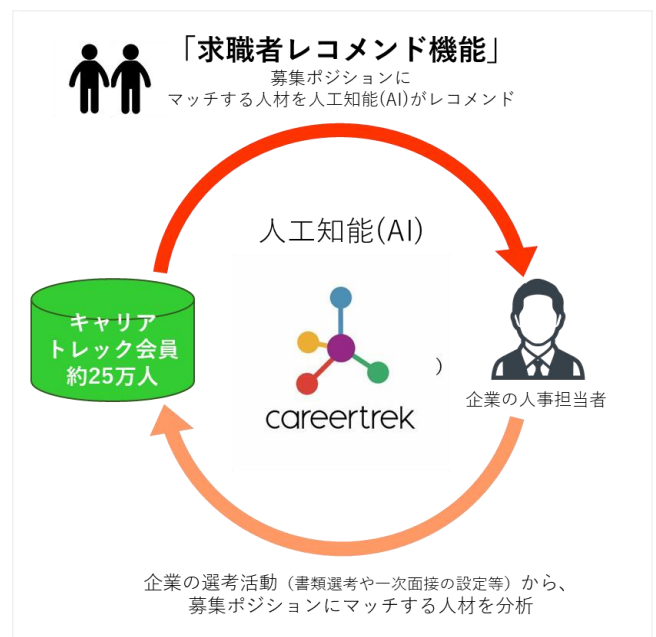 「求職者レコメンド機能」
募集ポジションに
マッチする人材を人工知能(AI)がレコメンド
人工知能(AI)
キャリア
トレック会員
約25万人
)
careertrek
企業の人事担当者
企業の選考活動（書類選考や一次面接の設定等）から、
募集ポジションにマッチする人材を分析